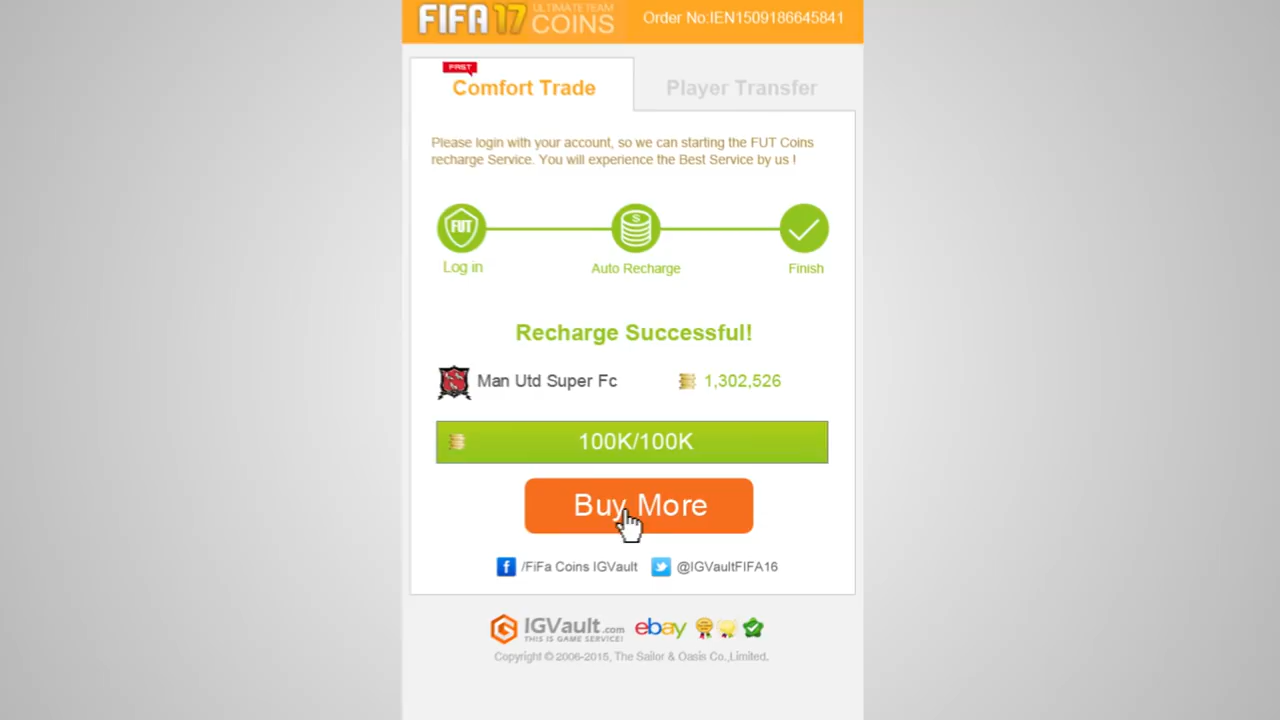 FIFA 17 ULTIMATE TEAM COINS
Order No:IEN1509186645841
FAST
Comfort Trade
Player Transfer
Please login with your account, so we can starting the FUT Coins
recharge Service. You will experience the Best Service by us !
FUT
$
Log in
Auto Recharge
Finish
Recharge Successful!
Man Utd Super Fc
1,302,526
100K/100K
Buy More
f /FiFa Coins IGVault
@IGVaultFIFA16
IGVault.com
THIS IS GAME SERVICE!
ebay
Copyright © 2006-2015, The Sailor & Oasis Co.,Limited.